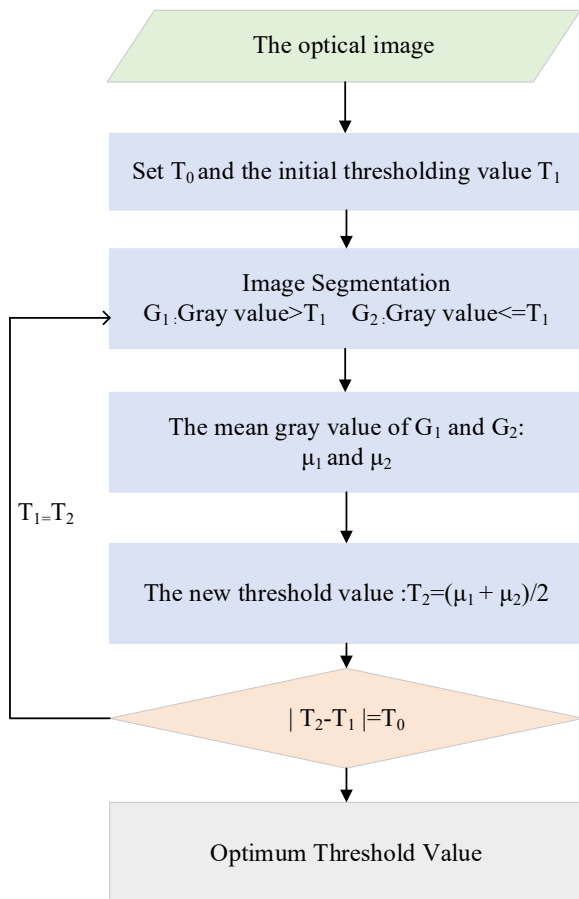 The optical image
Set T₀ and the initial thresholding value T₁
Image Segmentation
G₁:Gray value>T₁ G₂:Gray value<=T₁
The mean gray value of G₁ and G₂:
μ₁ and μ₂
T₁₌T₂
The new threshold value :T₂=(μ₁ + μ₂)/2
| T₂-T₁ |=T₀
Optimum Threshold Value